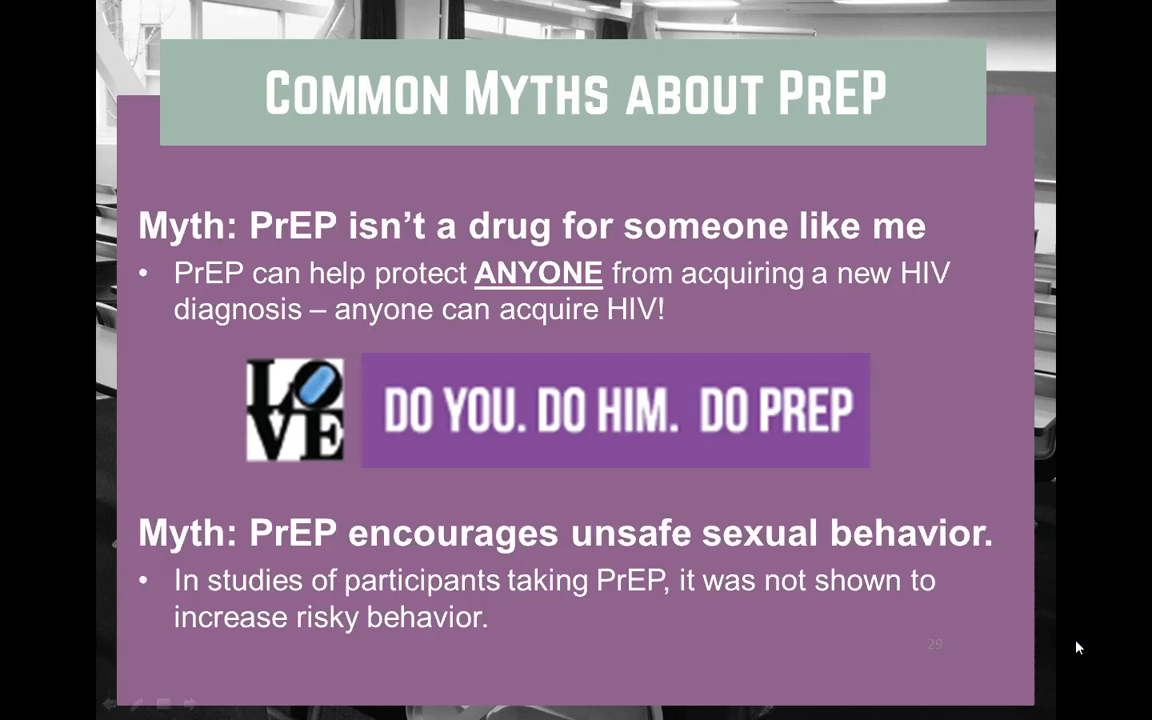 COMMON MYTHS ABOUT PrEP
Myth: PrEP isn’t a drug for someone like me
• PrEP can help protect ANYONE from acquiring a new HIV
diagnosis – anyone can acquire HIV!
LOVE
DO YOU. DO HIM. DO PREP
Myth: PrEP encourages unsafe sexual behavior.
• In studies of participants taking PrEP, it was not shown to
increase risky behavior.
29